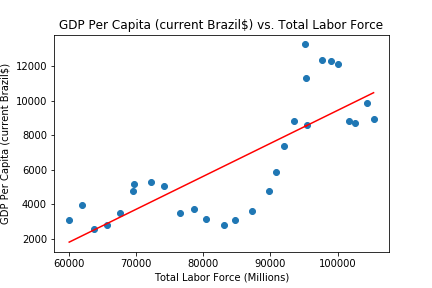 GDP Per Capita (current Brazil$) vs. Total Labor Force
GDP Per Capita (current Brazil$)
12000
10000
8000
6000
4000
2000
60000 70000 80000 90000 100000
Total Labor Force (Millions)